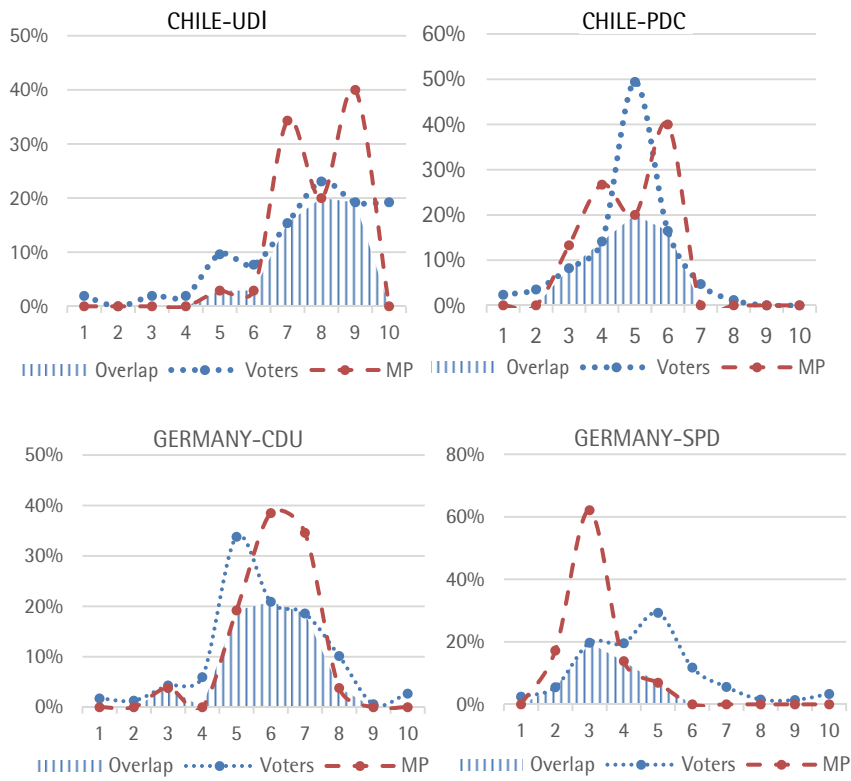 CHILE-UDI
50%
40%
30%
20%
10%
0%
1 2 3 4 5 6 7 8 9 10
Overlap Voters MP
CHILE-PDC
60%
50%
40%
30%
20%
10%
0%
1 2 3 4 5 6 7 8 9 10
Overlap Voters MP
GERMANY-CDU
50%
40%
30%
20%
10%
0%
1 2 3 4 5 6 7 8 9 10
Overlap Voters MP
GERMANY-SPD
80%
60%
40%
20%
0%
1 2 3 4 5 6 7 8 9 10
Overlap Voters MP